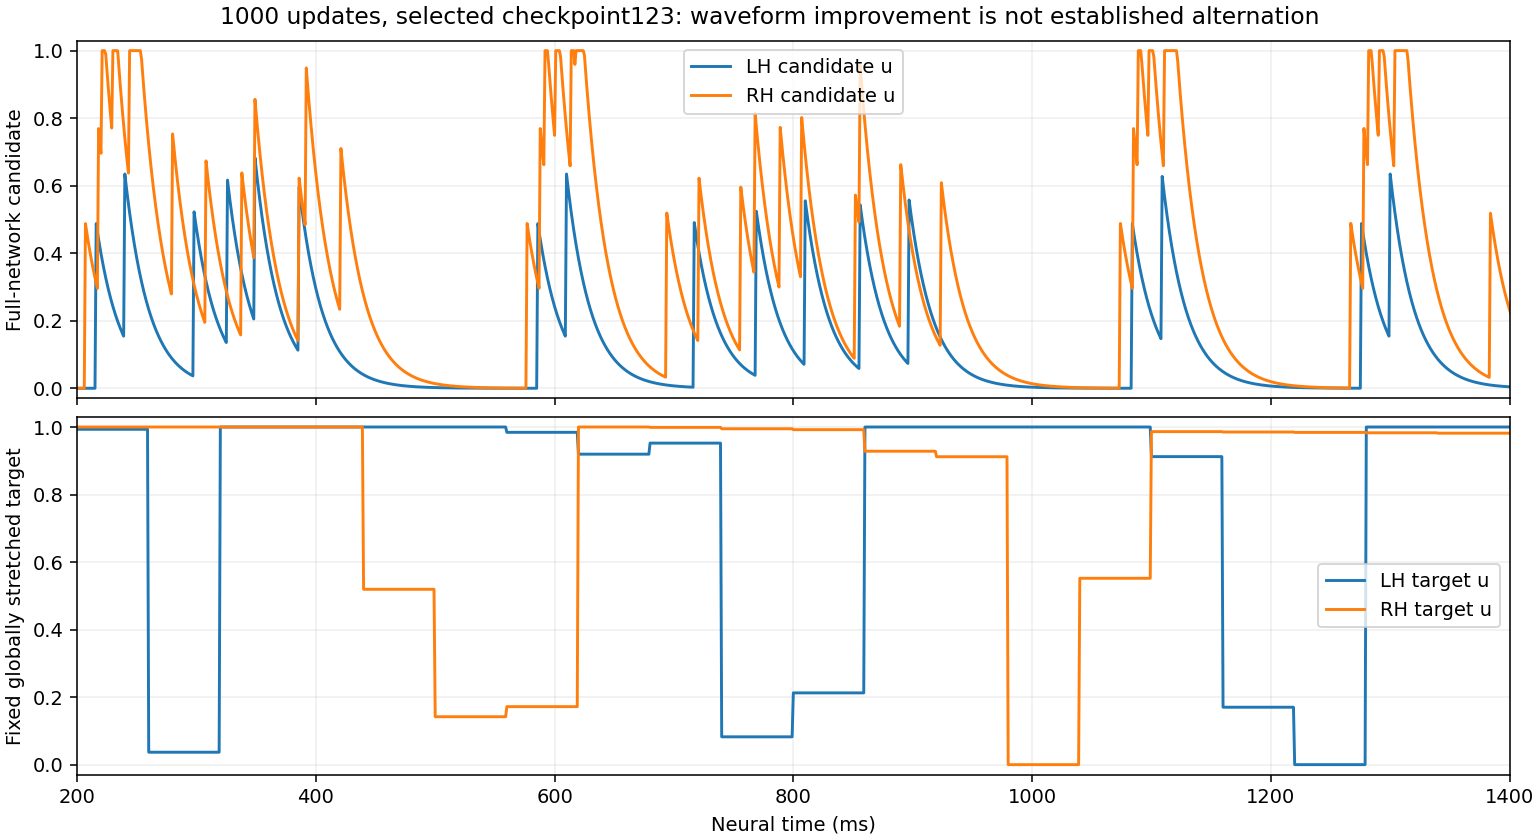 1000 updates, selected checkpoint123: waveform improvement is not established alternation
Full-network candidate
1.0
0.8
0.6
0.4
0.2
0.0
LH candidate u
RH candidate u
Fixed globally stretched target
1.0
0.8
0.6
0.4
0.2
0.0
LH target u
RH target u
200 400 600 800 1000 1200 1400
Neural time (ms)